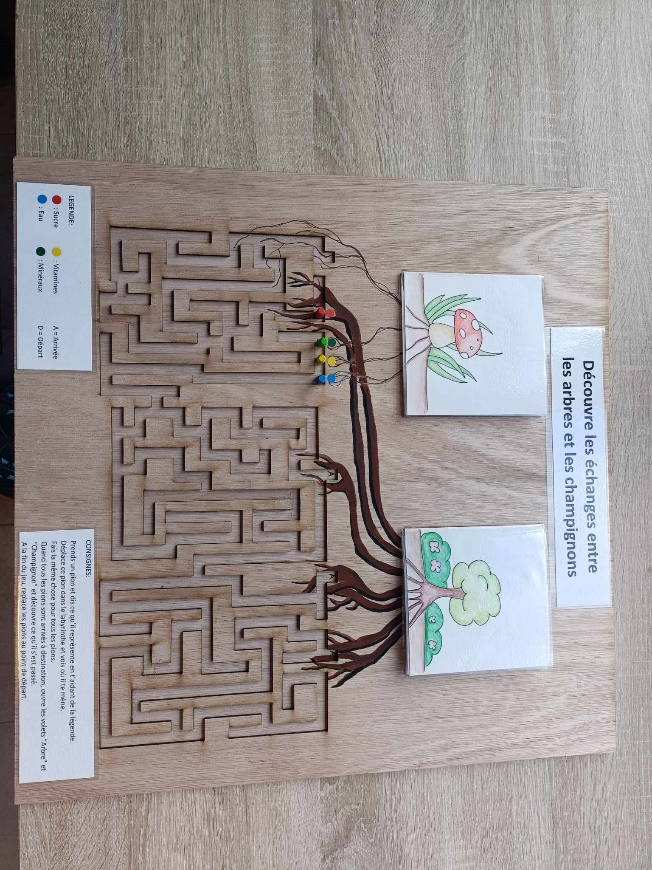 Découvre les échanges entre
les arbres et les champignons
LEGENDE:
: Sucre
: Vitamines
A = Arrivée
: Eau
: Minéraux
D = Départ
CONSIGNES:
Prends un pion et dis ce qu'il représente en t'aidant de la légende.
Déplace ce pion dans le labyrinthe et vois où il te mène.
Fais la même chose pour tous les pions.
Quand tous les pions sont arrivés à destination, ouvre les volets "Arbre" et
"Champignon" et découvre ce qu'il s'est passé.
A la fin du jeu, replace les pions au point de départ.